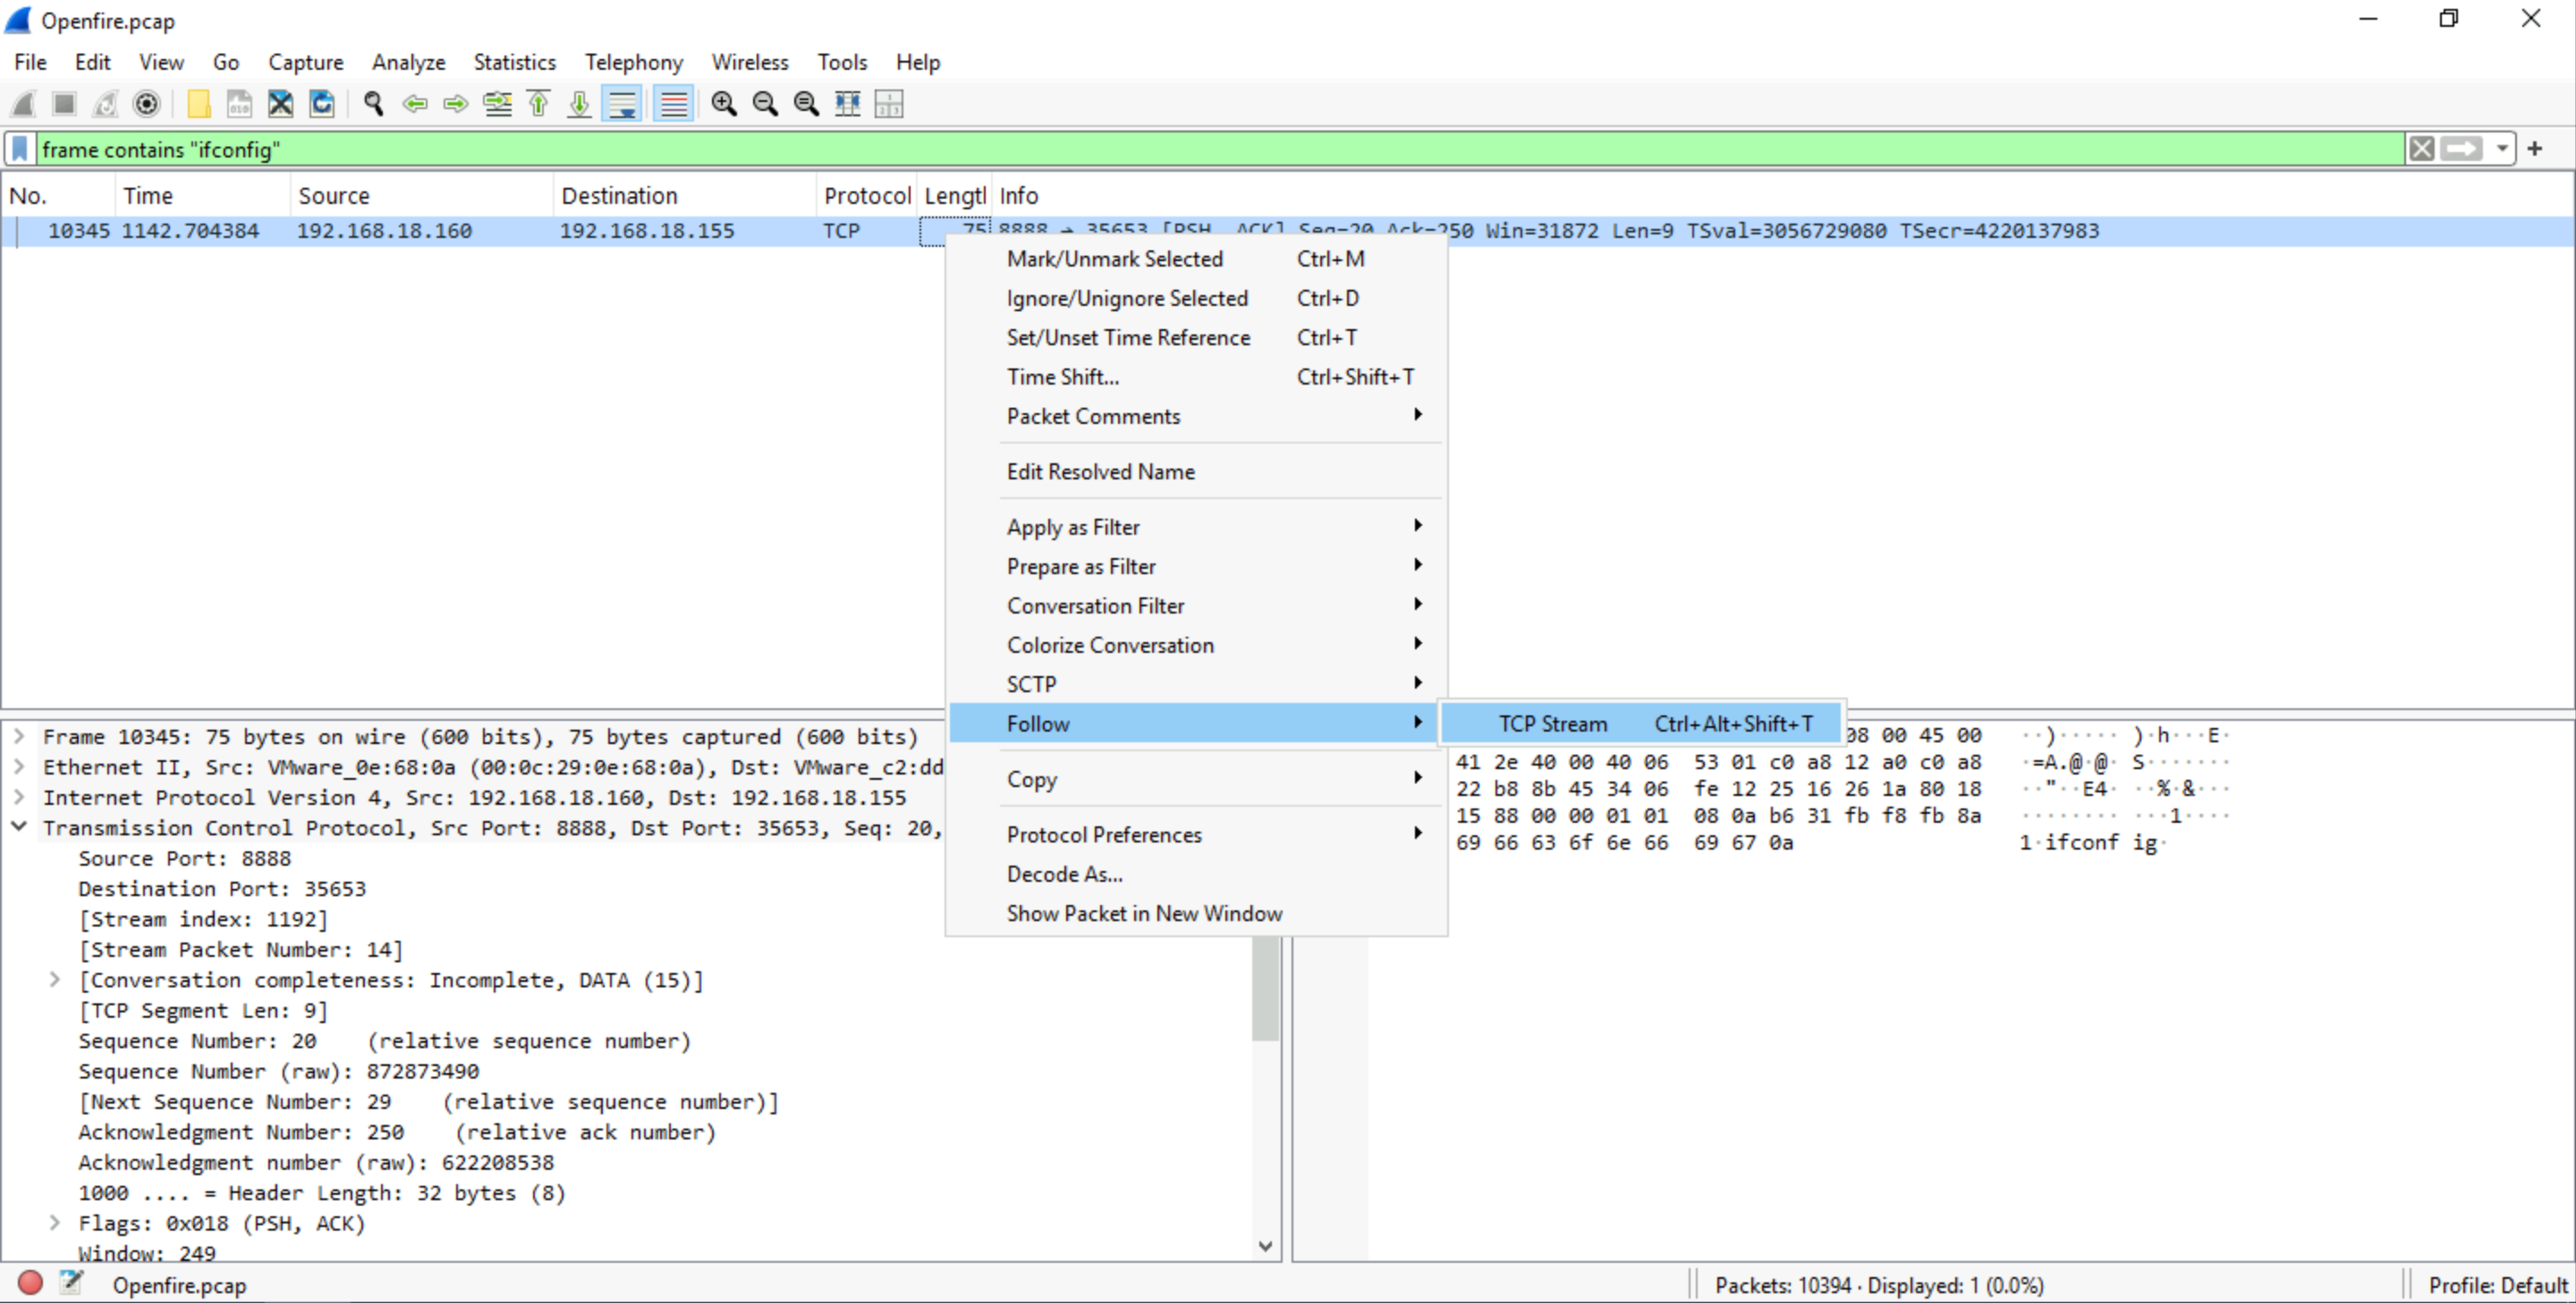 Openfire.pcap
File Edit View Go Capture Analyze Statistics Telephony Wireless Tools Help
frame contains "ifconfig"
No. Time Source Destination Protocol Lengtl Info
10345 1142.704384 192.168.18.160 192.168.18.155 TCP 75 8888 → 35653 [PSH, ACK] Seq=20 Ack=250 Win=31872 Len=9 TSval=3056729080 TSecr=4220137983
Mark/Unmark Selected Ctrl+M
Ignore/Unignore Selected Ctrl+D
Set/Unset Time Reference Ctrl+T
Time Shift... Ctrl+Shift+T
Packet Comments
Edit Resolved Name
Apply as Filter
Prepare as Filter
Conversation Filter
Colorize Conversation
SCTP
Follow
TCP Stream Ctrl+Alt+Shift+T
Copy
Protocol Preferences
Decode As...
Show Packet in New Window
Frame 10345: 75 bytes on wire (600 bits), 75 bytes captured (600 bits)
Ethernet II, Src: VMware_0e:68:0a (00:0c:29:0e:68:0a), Dst: VMware_c2:dd
Internet Protocol Version 4, Src: 192.168.18.160, Dst: 192.168.18.155
Transmission Control Protocol, Src Port: 8888, Dst Port: 35653, Seq: 20,
Source Port: 8888
Destination Port: 35653
[Stream index: 1192]
[Stream Packet Number: 14]
[Conversation completeness: Incomplete, DATA (15)]
[TCP Segment Len: 9]
Sequence Number: 20 (relative sequence number)
Sequence Number (raw): 872873490
[Next Sequence Number: 29 (relative sequence number)]
Acknowledgment Number: 250 (relative ack number)
Acknowledgment number (raw): 622208538
1000 .... = Header Length: 32 bytes (8)
Flags: 0x018 (PSH, ACK)
Window: 249
08 00 45 00 ··)····· )·h···E·
41 2e 40 00 40 06 53 01 c0 a8 12 a0 c0 a8 ·=A.@·@· S·······
22 b8 8b 45 34 06 fe 12 25 16 26 1a 80 18 ··"··E4· ··%·&···
15 88 00 00 01 01 08 0a b6 31 fb f8 fb 8a ········ ···1····
69 66 63 6f 6e 66 69 67 0a 1·ifconf ig·
Openfire.pcap
Packets: 10394 · Displayed: 1 (0.0%)
Profile: Default